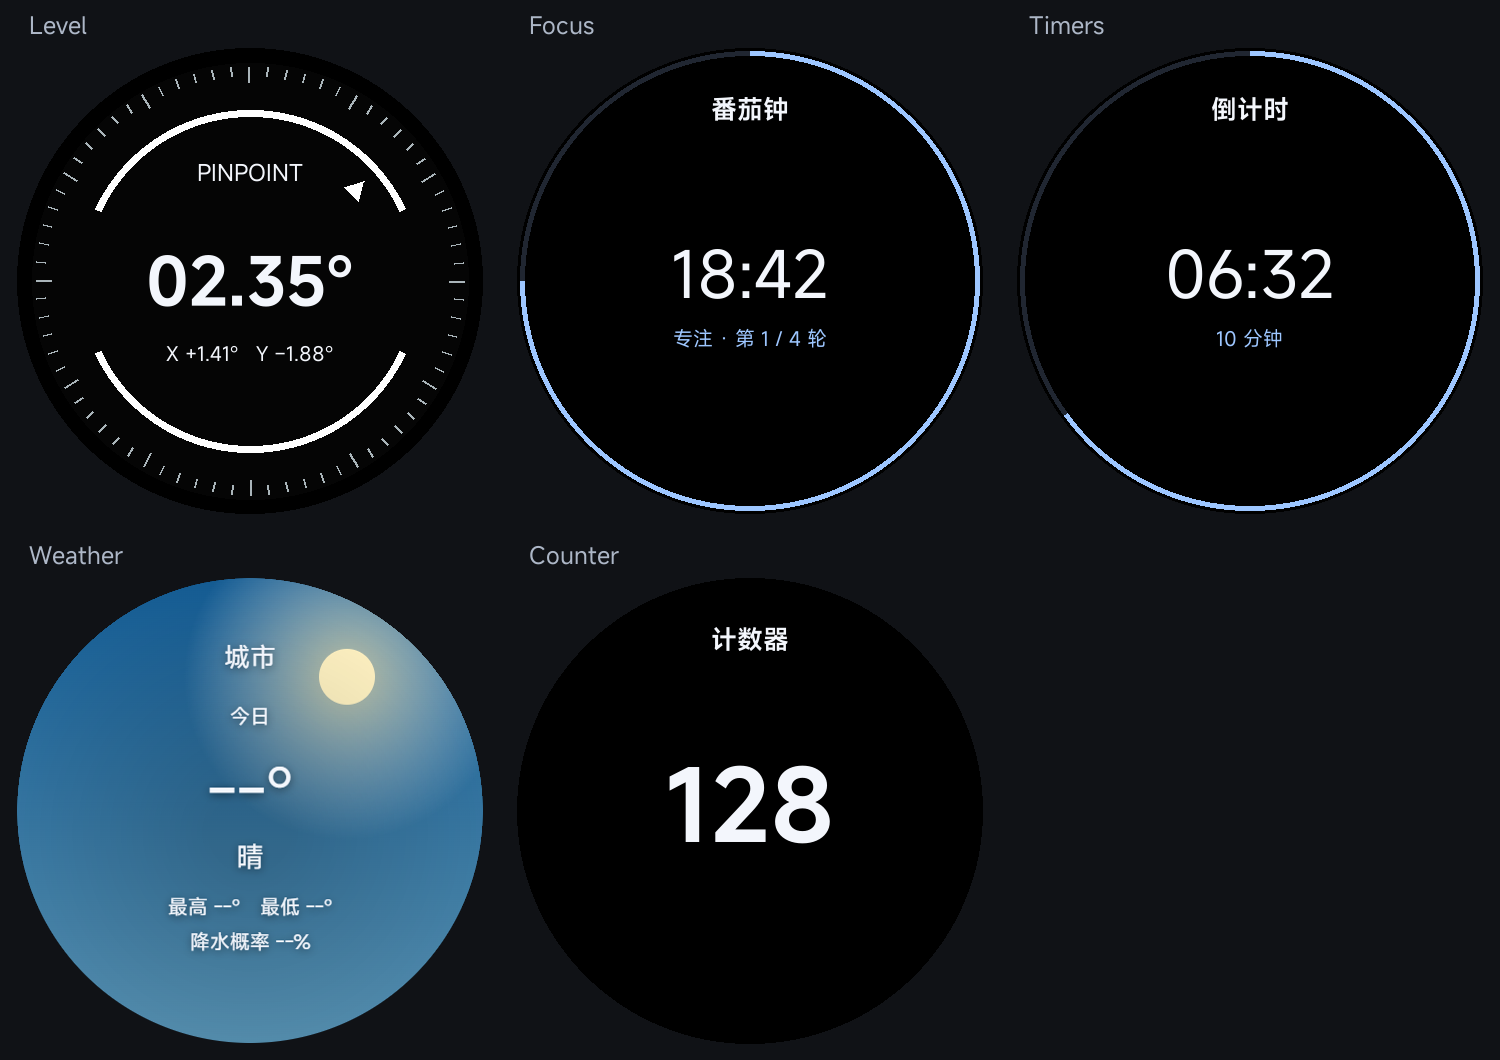 Level
PINPOINT
02.35°
X +1.41° Y −1.88°
Focus
番茄钟
18:42
专注 · 第 1 / 4 轮
Timers
倒计时
06:32
10 分钟
Weather
城市
今日
––°
晴
最高 --° 最低 --°
降水概率 --%
Counter
计数器
128